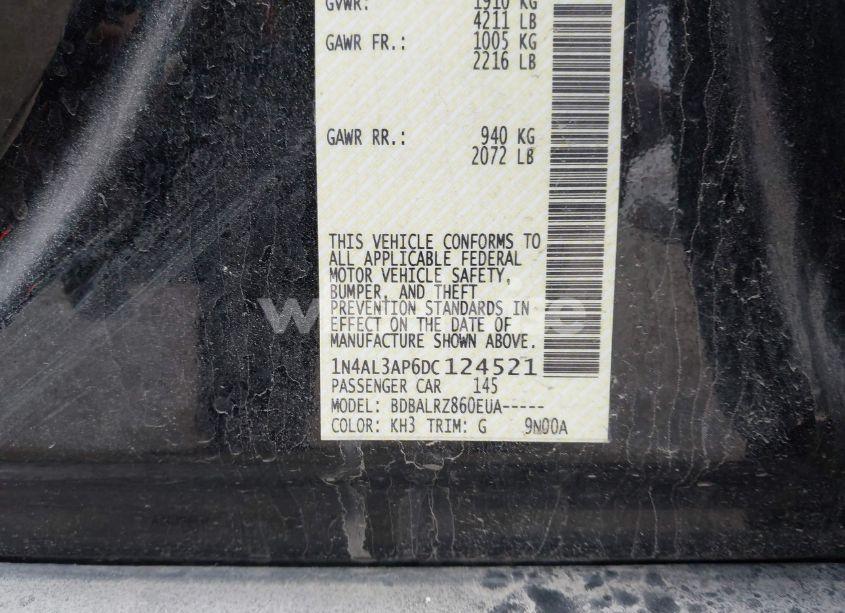 GVWR: 1910 KG
4211 LB
GAWR FR.: 1005 KG
2216 LB
GAWR RR.: 940 KG
2072 LB
THIS VEHICLE CONFORMS TO
ALL APPLICABLE FEDERAL
MOTOR VEHICLE SAFETY,
BUMPER, AND THEFT
PREVENTION STANDARDS IN
EFFECT ON THE DATE OF
MANUFACTURE SHOWN ABOVE.
1N4AL3AP6DC124521
PASSENGER CAR 145
MODEL: BDBALRZ860EUA-----
COLOR: KH3 TRIM: G 9N00A